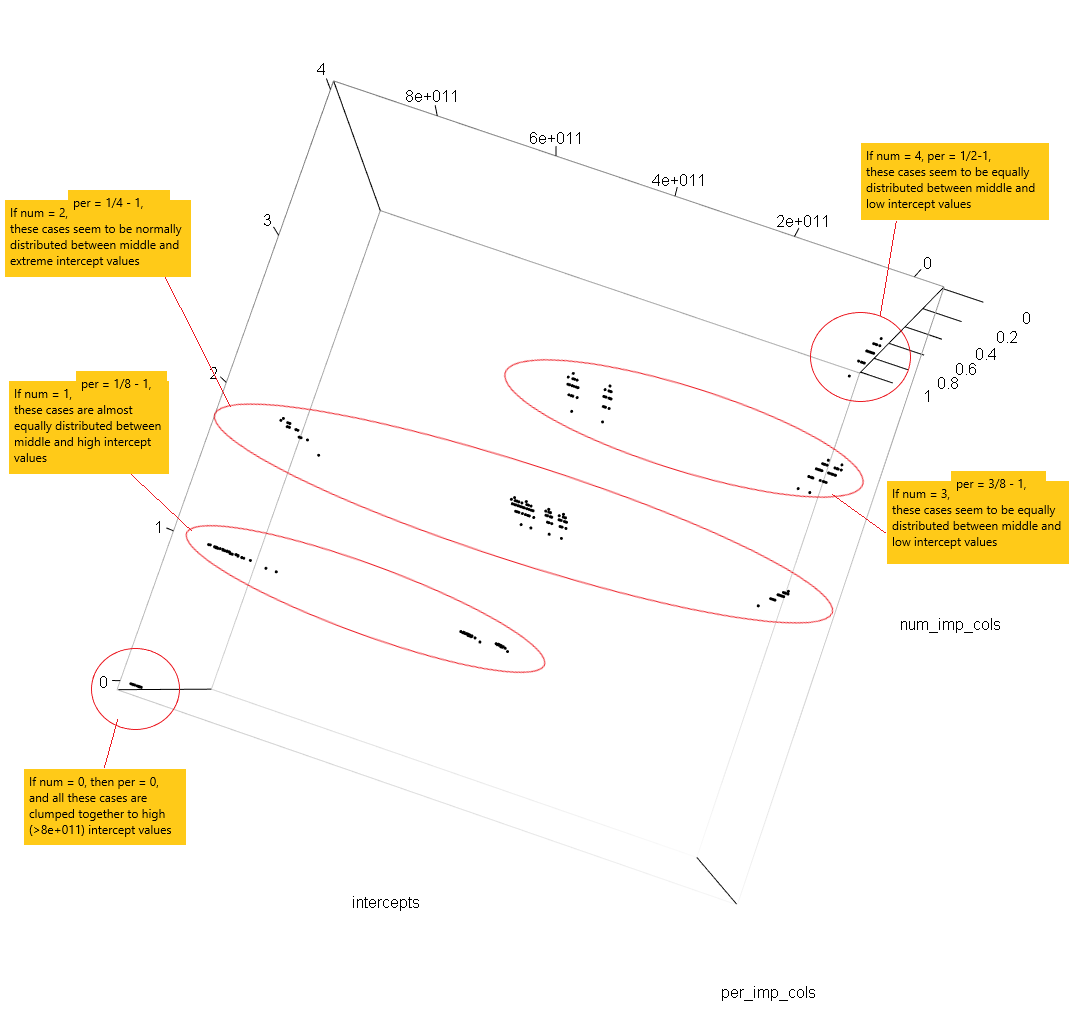 4
8e+011
6e+011
4e+011
2e+011
0
0
0.2
0.4
0.6
0.8
1
3
2
1
0
If num = 4, per = 1/2-1,
these cases seem to be equally
distributed between middle and
low intercept values
If num = 2, per = 1/4 - 1,
these cases seem to be normally
distributed between middle and
extreme intercept values
If num = 1, per = 1/8 - 1,
these cases are almost
equally distributed between
middle and high intercept
values
If num = 3, per = 3/8 - 1,
these cases seem to be equally
distributed between middle and
low intercept values
num_imp_cols
If num = 0, then per = 0,
and all these cases are
clumped together to high
(>8e+011) intercept values
intercepts
per_imp_cols